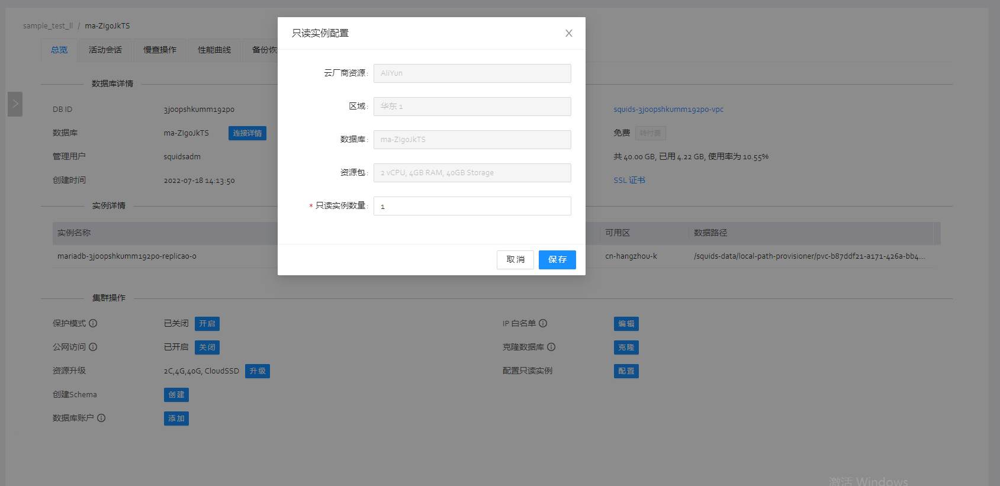 sample_test_ll / ma-ZIgoJkTS
总览 活动会话 慢查操作 性能曲线 备份恢
数据库详情
DB ID 3joopshkumm192po squids-3joopshkumm192po-vpc
数据库 ma-ZIgoJkTS 连接详情 免费 转付费
管理用户 squidsadm 共 40.00 GB, 已用 4.22 GB, 使用率为 10.55%
创建时间 2022-07-18 14:13:50 SSL 证书
实例详情
实例名称 可用区 数据路径
mariadb-3joopshkumm192po-replica0-0 cn-hangzhou-k /squids-data/local-path-provisioner/pvc-b87ddf21-a171-426a-bb4...
集群操作
保护模式 已关闭 开启 IP 白名单 编辑
公网访问 已开启 关闭 克隆数据库 克隆
资源升级 2C,4G,40G, CloudSSD 升级 配置只读实例 配置
创建Schema 创建
数据库账户 添加
只读实例配置
云厂商资源: AliYun
区域: 华东 1
数据库: ma-ZIgoJkTS
资源包: 2 vCPU, 4GB RAM, 40GB Storage
* 只读实例数量: 1
取消 保存
激活 Windows